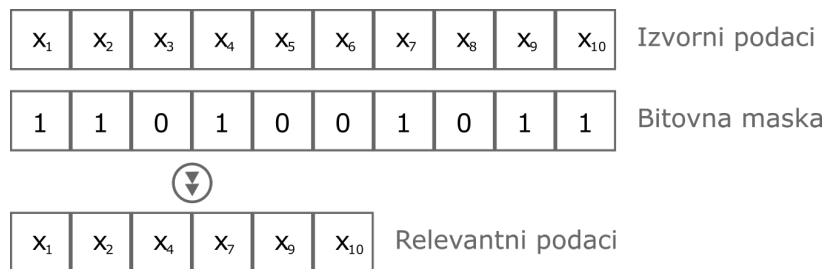 x₁ x₂ x₃ x₄ x₅ x₆ x₇ x₈ x₉ x₁₀ Izvorni podaci
1 1 0 1 0 0 1 0 1 1 Bitovna maska
x₁ x₂ x₄ x₇ x₉ x₁₀ Relevantni podaci